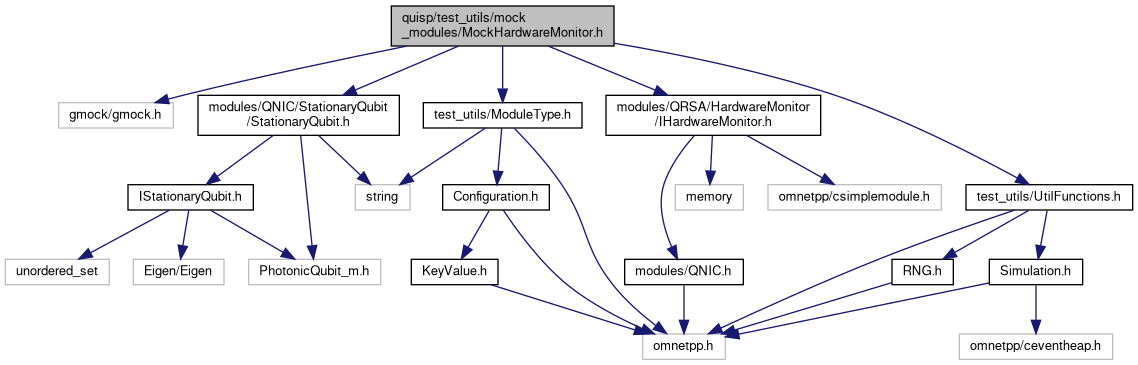 quisp/test_utils/mock
_modules/MockHardwareMonitor.h
gmock/gmock.h
modules/QNIC/StationaryQubit
/StationaryQubit.h
test_utils/ModuleType.h
modules/QRSA/HardwareMonitor
/IHardwareMonitor.h
IStationaryQubit.h
string
Configuration.h
memory
omnetpp/csimplemodule.h
test_utils/UtilFunctions.h
unordered_set
Eigen/Eigen
PhotonicQubit_m.h
KeyValue.h
modules/QNIC.h
RNG.h
Simulation.h
omnetpp.h
omnetpp/ceventheap.h